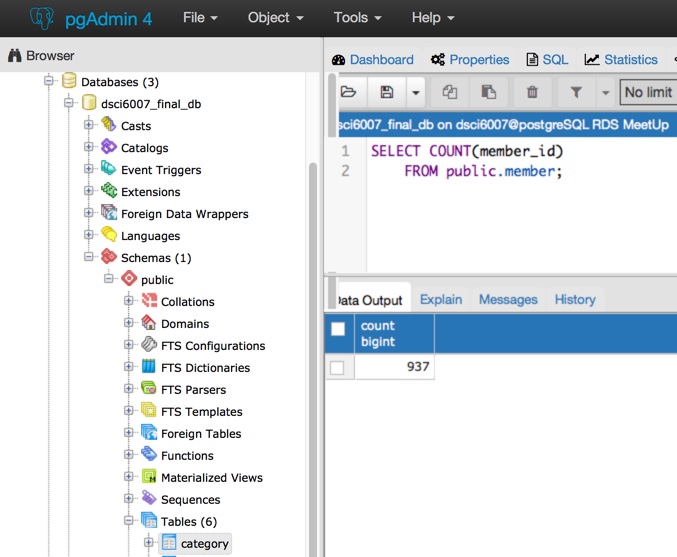 pgAdmin 4 File Object Tools Help
Browser
Dashboard Properties SQL Statistics
Databases (3)
dsci6007_final_db
Casts
Catalogs
Event Triggers
Extensions
Foreign Data Wrappers
Languages
Schemas (1)
public
Collations
Domains
FTS Configurations
FTS Dictionaries
FTS Parsers
FTS Templates
Foreign Tables
Functions
Materialized Views
Sequences
Tables (6)
category
No limit
sci6007_final_db on dsci6007@postgreSQL RDS MeetUp
1 SELECT COUNT(member_id)
2 FROM public.member;
Data Output Explain Messages History
count
bigint
937